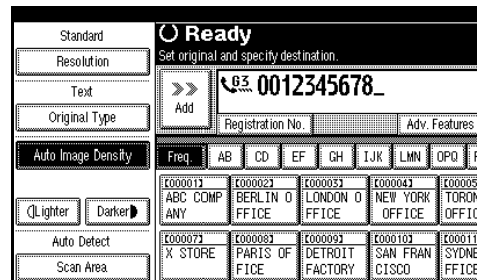 Standard
Resolution
Text
Original Type
Auto Image Density
Lighter
Darker
Auto Detect
Scan Area
Ready
Set original and specify destination.
Add
G3 0012345678_
Registration No.
Adv. Features
Freq. AB CD EF GH IJK LMN OPQ
[00001] [00002] [00003] [00004] [00005
ABC COMP BERLIN O LONDON O NEW YORK TORON
ANY FFICE FFICE OFFICE OFFIC
[00007] [00008] [00009] [00010] [00011
X STORE PARIS OF DETROIT SAN FRAN SYDNE
FICE FACTORY CISCO FFICE